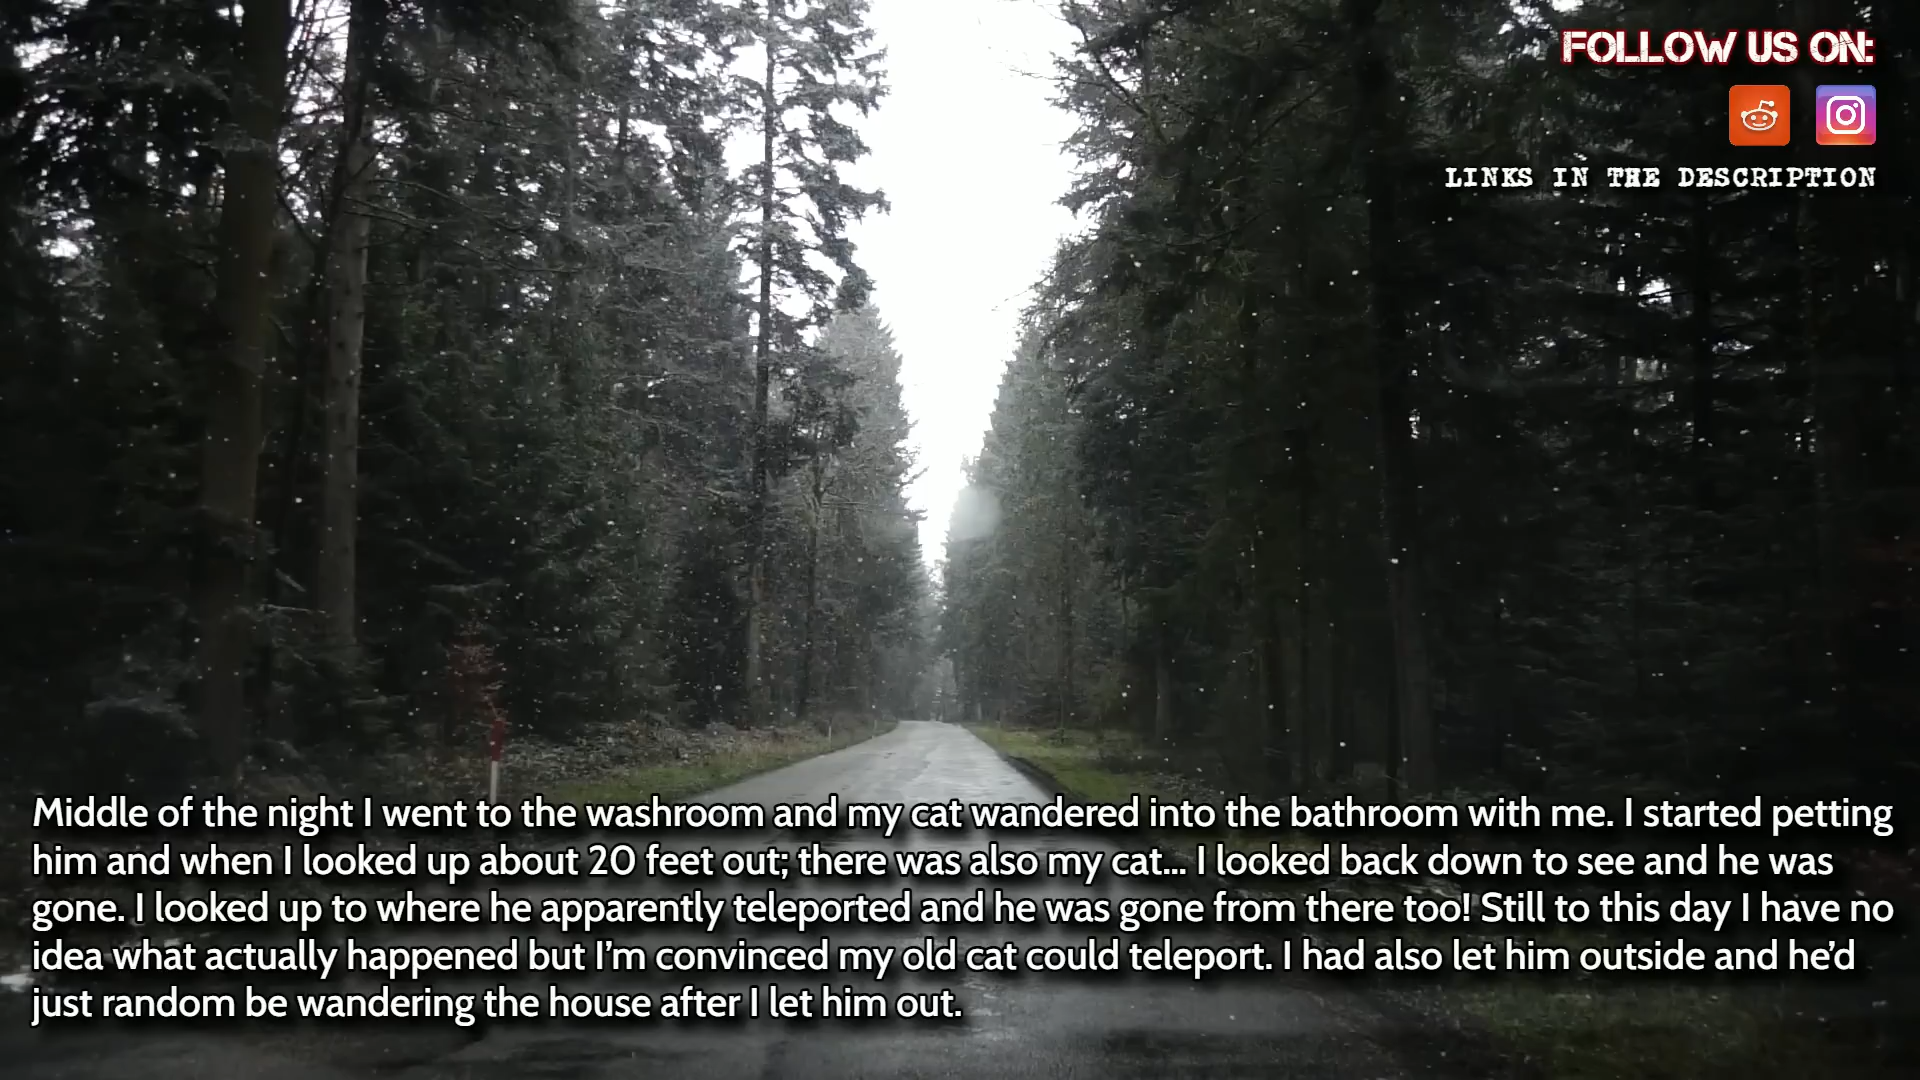 FOLLOW US ON:
LINKS IN THE DESCRIPTION
Middle of the night I went to the washroom and my cat wandered into the bathroom with me. I started petting
him and when I looked up about 20 feet out; there was also my cat... I looked back down to see and he was
gone. I looked up to where he apparently teleported and he was gone from there too! Still to this day I have no
idea what actually happened but I’m convinced my old cat could teleport. I had also let him outside and he’d
just random be wandering the house after I let him out.